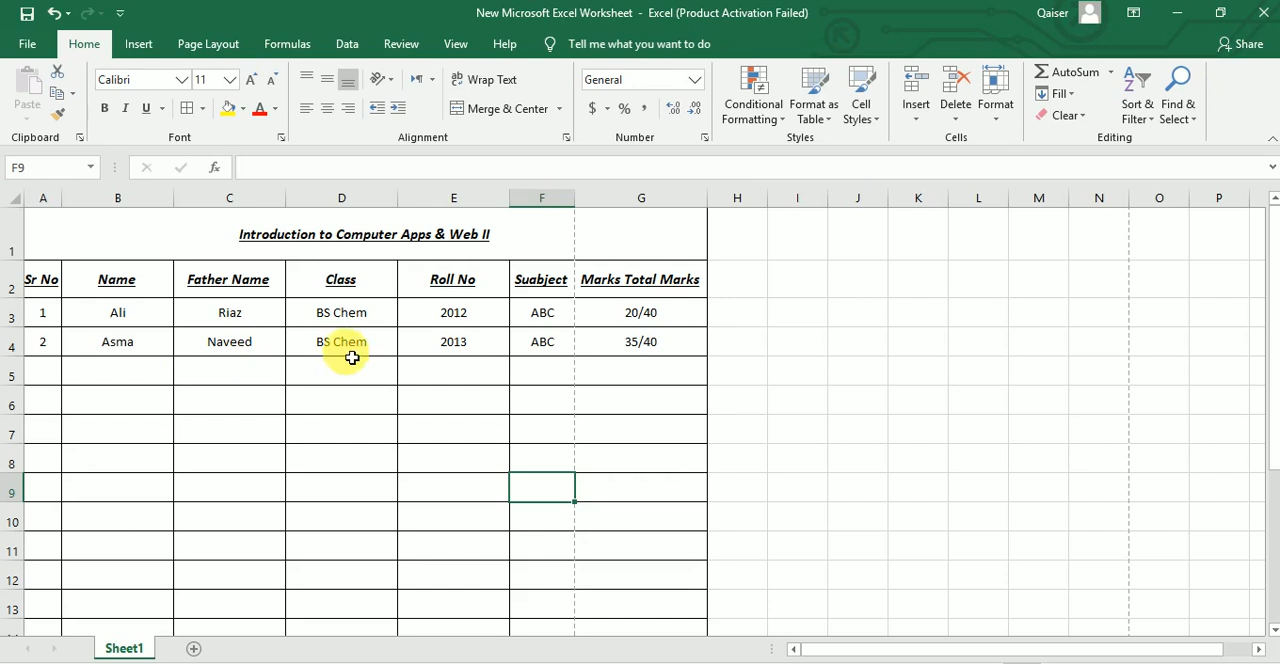 New Microsoft Excel Worksheet - Excel (Product Activation Failed)
Qaiser
File Home Insert Draw Page Layout Formulas Data Review View Help Tell me what you want to do
Share
Paste
Calibri 11
B I U
Wrap Text
Merge & Center
General
$ % ,
Conditional Formatting
Format as Table
Cell Styles
Insert Delete Format
AutoSum
Fill
Clear
Sort & Filter
Find & Select
Clipboard Font Alignment Number Styles Cells Editing
F9 fx
A B C D E F G H I J K L M N O P
1 Introduction to Computer Apps & Web II
2 Sr No Name Father Name Class Roll No Suabject Marks Total Marks
3 1 Ali Riaz BS Chem 2012 ABC 20/40
4 2 Asma Naveed BS Chem 2013 ABC 35/40
5
6
7
8
9
10
11
12
13
Sheet1